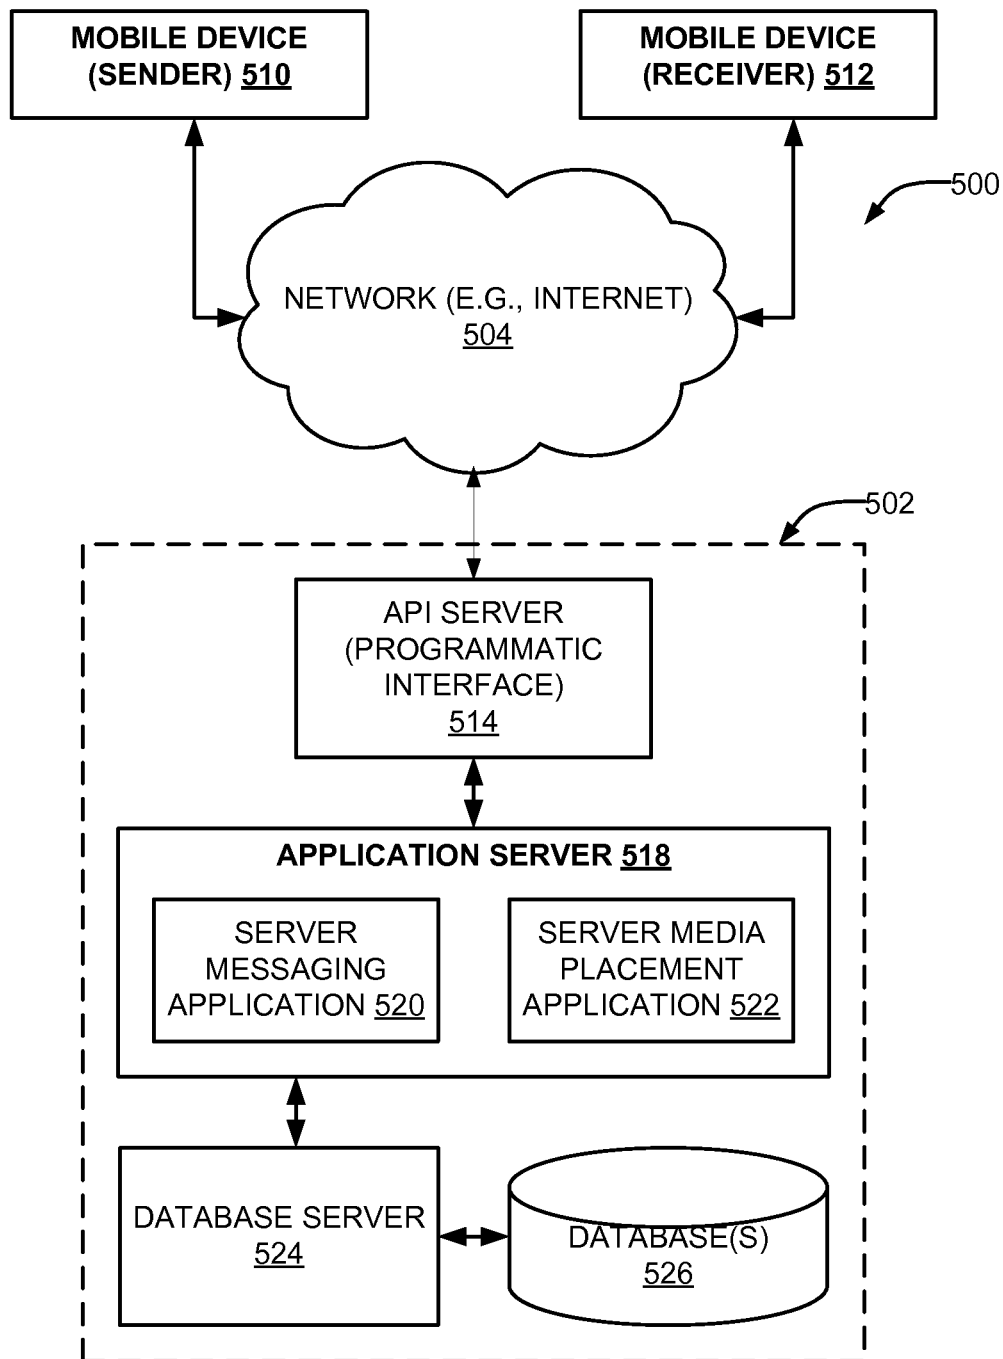 MOBILE DEVICE
(SENDER) 510
MOBILE DEVICE
(RECEIVER) 512
500
NETWORK (E.G., INTERNET)
504
502
API SERVER
(PROGRAMMATIC
INTERFACE)
514
APPLICATION SERVER 518
SERVER
MESSAGING
APPLICATION 520
SERVER MEDIA
PLACEMENT
APPLICATION 522
DATABASE SERVER
524
DATABASE(S)
526